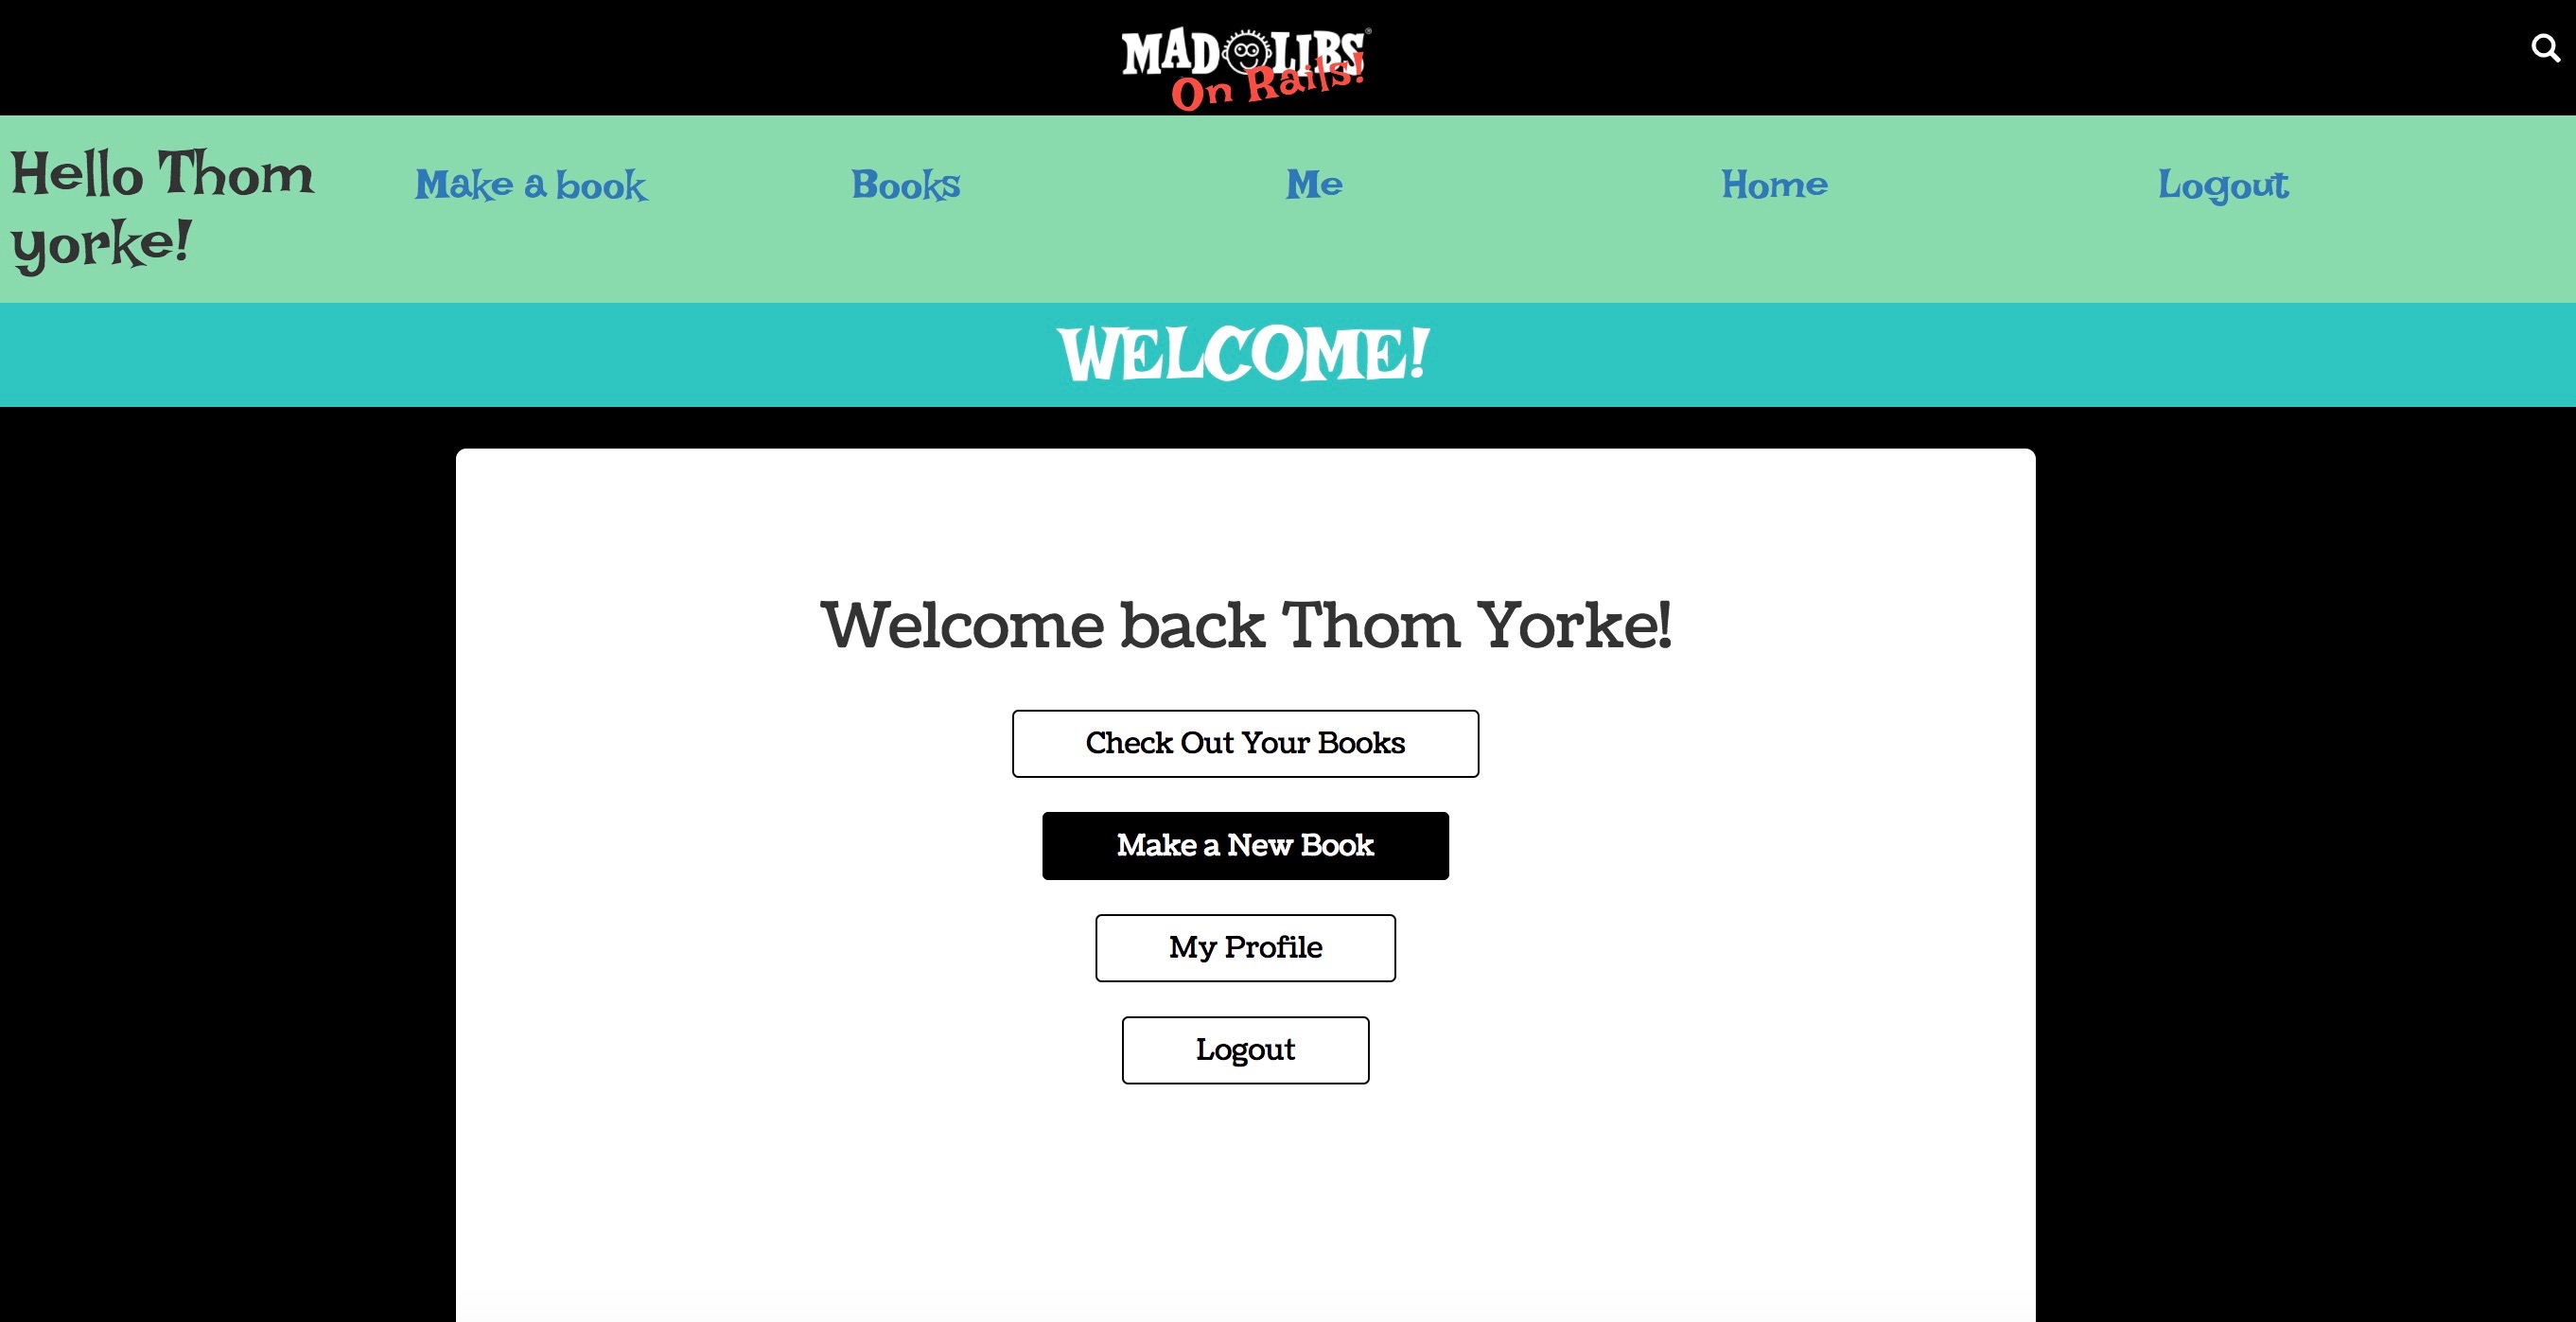 MAD LIBS®
On Rails!
Hello Thom
yorke!
Make a book
Books
Me
Home
Logout
WELCOME!
Welcome back Thom Yorke!
Check Out Your Books
Make a New Book
My Profile
Logout